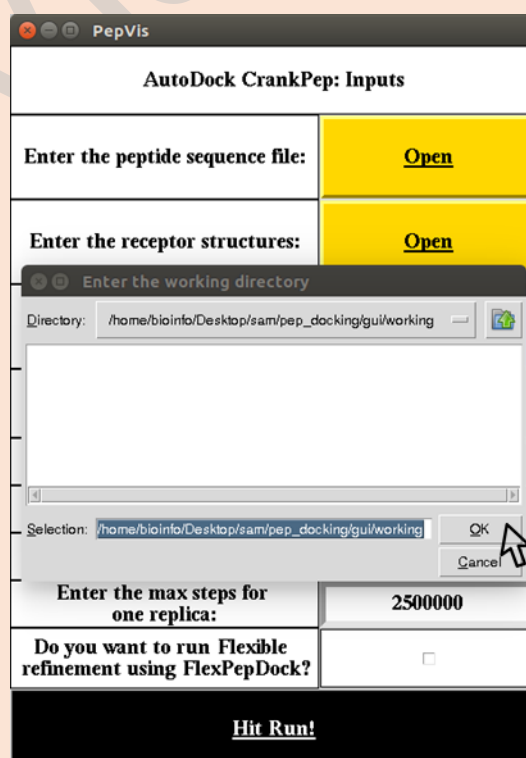 PepVis
AutoDock CrankPep: Inputs
Enter the peptide sequence file:
Open
Enter the receptor structures:
Open
Enter the working directory
Directory: /home/bioinfo/Desktop/sam/pep_docking/gui/working
Selection: /home/bioinfo/Desktop/sam/pep_docking/gui/working
OK
Cancel
Enter the max steps for
one replica:
2500000
Do you want to run Flexible
refinement using FlexPepDock?
Hit Run!